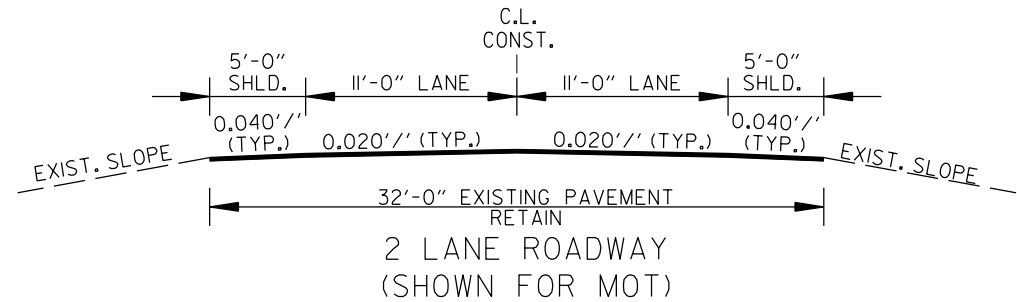 C.L.
CONST.
5'-0"
SHLD.
11'-0" LANE
11'-0" LANE
5'-0"
SHLD.
0.040'/'
(TYP.)
0.020'/' (TYP.)
0.020'/' (TYP.)
0.040'/'
(TYP.)
EXIST. SLOPE
EXIST. SLOPE
32'-0" EXISTING PAVEMENT
RETAIN
2 LANE ROADWAY
(SHOWN FOR MOT)